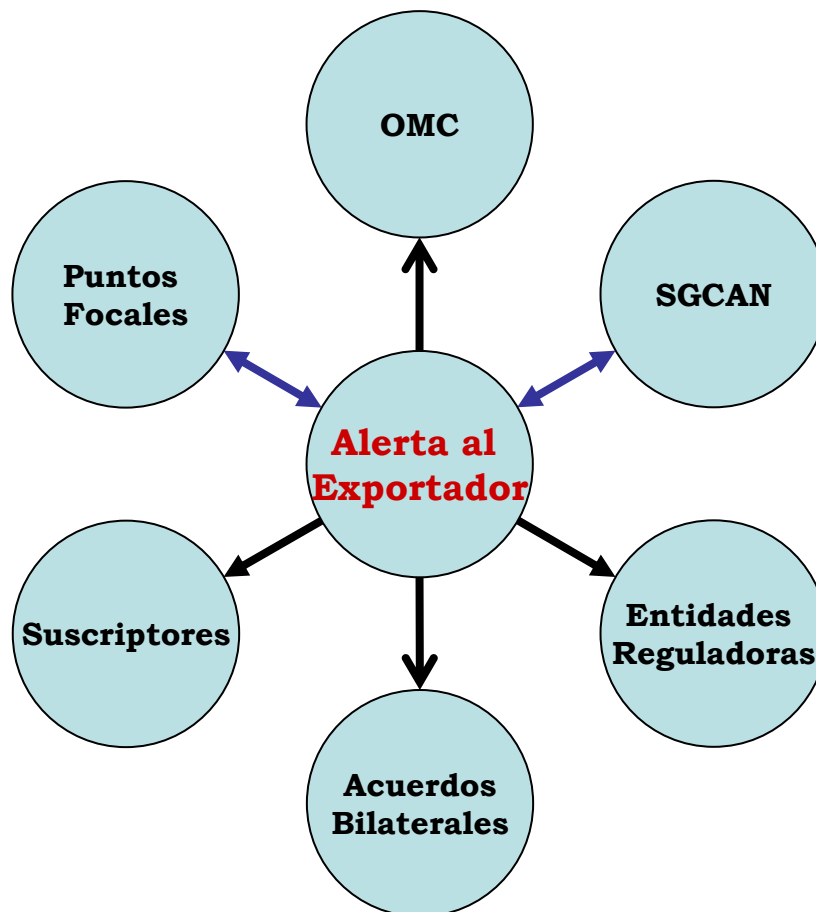 OMC
Puntos
Focales
SGCAN
Alerta al
Exportador
Suscriptores
Entidades
Reguladoras
Acuerdos
Bilaterales